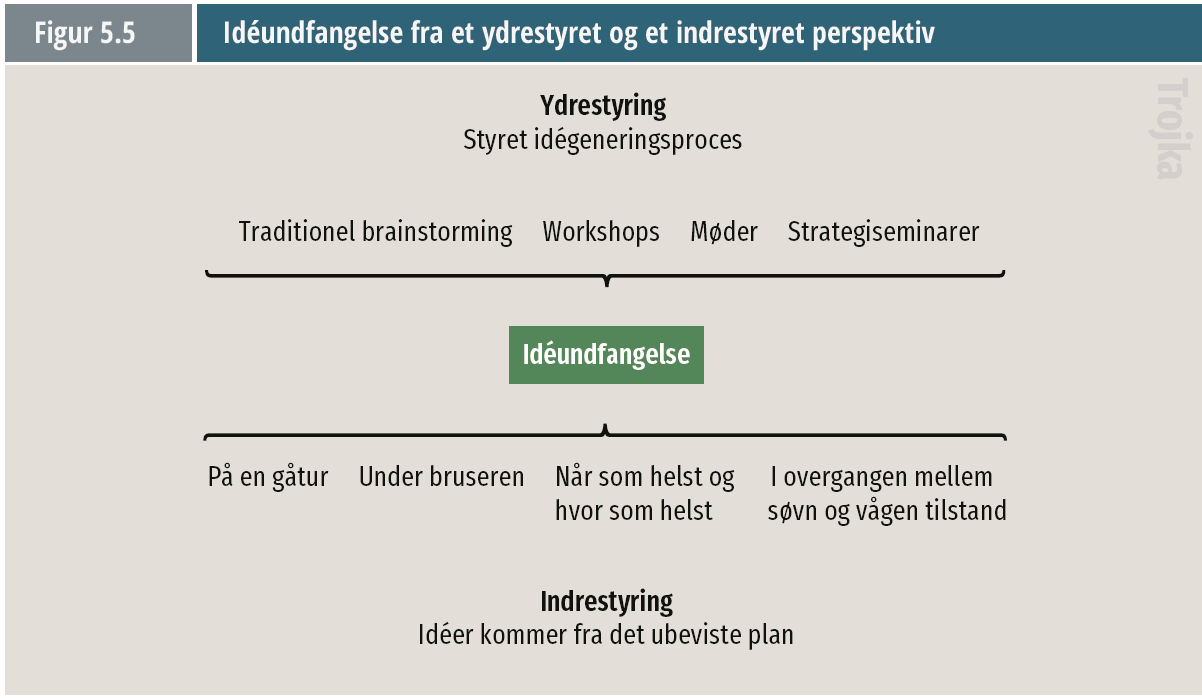 Figur 5.5
Idéundfangelse fra et ydrestyret og et indrestyret perspektiv
Trojka
Ydrestyring
Styret idégeneringsproces
Traditionel brainstorming Workshops Møder Strategiseminarer
Idéundfangelse
På en gåtur Under bruseren Når som helst og hvor som helst I overgangen mellem søvn og vågen tilstand
Indrestyring
Idéer kommer fra det ubeviste plan